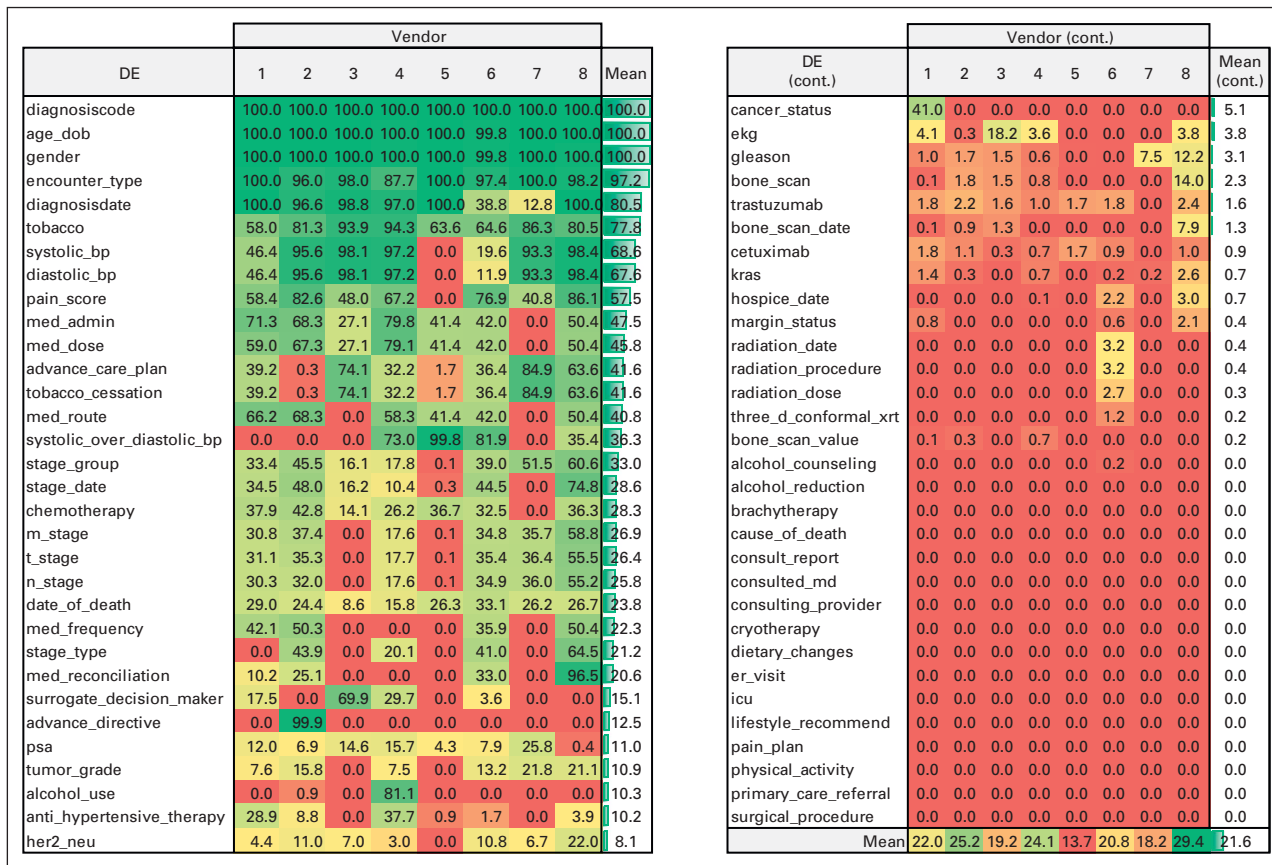 Vendor
DE 1 2 3 4 5 6 7 8 Mean
diagnosiscode 100.0 100.0 100.0 100.0 100.0 100.0 100.0 100.0 100.0
age_dob 100.0 100.0 100.0 100.0 100.0 99.8 100.0 100.0 100.0
gender 100.0 100.0 100.0 100.0 100.0 99.8 100.0 100.0 100.0
encounter_type 100.0 96.0 98.0 87.7 100.0 97.4 100.0 98.2 97.2
diagnosisdate 100.0 96.6 98.8 97.0 100.0 38.8 12.8 100.0 80.5
tobacco 58.0 81.3 93.9 94.3 63.6 64.6 86.3 80.5 77.8
systolic_bp 46.4 95.6 98.1 97.2 0.0 19.6 93.3 98.4 68.6
diastolic_bp 46.4 95.6 98.1 97.2 0.0 11.9 93.3 98.4 67.6
pain_score 58.4 82.6 48.0 67.2 0.0 76.9 40.8 86.1 57.5
med_admin 71.3 68.3 27.1 79.8 41.4 42.0 0.0 50.4 47.5
med_dose 59.0 67.3 27.1 79.1 41.4 42.0 0.0 50.4 45.8
advance_care_plan 39.2 0.3 74.1 32.2 1.7 36.4 84.9 63.6 41.6
tobacco_cessation 39.2 0.3 74.1 32.2 1.7 36.4 84.9 63.6 41.6
med_route 66.2 68.3 0.0 58.3 41.4 42.0 0.0 50.4 40.8
systolic_over_diastolic_bp 0.0 0.0 0.0 73.0 99.8 81.9 0.0 35.4 36.3
stage_group 33.4 45.5 16.1 17.8 0.1 39.0 51.5 60.6 33.0
stage_date 34.5 48.0 16.2 10.4 0.3 44.5 0.0 74.8 28.6
chemotherapy 37.9 42.8 14.1 26.2 36.7 32.5 0.0 36.3 28.3
m_stage 30.8 37.4 0.0 17.6 0.1 34.8 35.7 58.8 26.9
t_stage 31.1 35.3 0.0 17.7 0.1 35.4 36.4 55.5 26.4
n_stage 30.3 32.0 0.0 17.6 0.1 34.9 36.0 55.2 25.8
date_of_death 29.0 24.4 8.6 15.8 26.3 33.1 26.2 26.7 23.8
med_frequency 42.1 50.3 0.0 0.0 0.0 35.9 0.0 50.4 22.3
stage_type 0.0 43.9 0.0 20.1 0.0 41.0 0.0 64.5 21.2
med_reconciliation 10.2 25.1 0.0 0.0 0.0 33.0 0.0 96.5 20.6
surrogate_decision_maker 17.5 0.0 69.9 29.7 0.0 3.6 0.0 0.0 15.1
advance_directive 0.0 99.9 0.0 0.0 0.0 0.0 0.0 0.0 12.5
psa 12.0 6.9 14.6 15.7 4.3 7.9 25.8 0.4 11.0
tumor_grade 7.6 15.8 0.0 7.5 0.0 13.2 21.8 21.1 10.9
alcohol_use 0.0 0.9 0.0 81.1 0.0 0.0 0.0 0.0 10.3
anti_hypertensive_therapy 28.9 8.8 0.0 37.7 0.9 1.7 0.0 3.9 10.2
her2_neu 4.4 11.0 7.0 3.0 0.0 10.8 6.7 22.0 8.1
Vendor (cont.)
DE (cont.) 1 2 3 4 5 6 7 8 Mean (cont.)
cancer_status 41.0 0.0 0.0 0.0 0.0 0.0 0.0 0.0 5.1
ekg 4.1 0.3 18.2 3.6 0.0 0.0 0.0 3.8 3.8
gleason 1.0 1.7 1.5 0.6 0.0 0.0 7.5 12.2 3.1
bone_scan 0.1 1.8 1.5 0.8 0.0 0.0 0.0 14.0 2.3
trastuzumab 1.8 2.2 1.6 1.0 1.7 1.8 0.0 2.4 1.6
bone_scan_date 0.1 0.9 1.3 0.0 0.0 0.0 0.0 7.9 1.3
cetuximab 1.8 1.1 0.3 0.7 1.7 0.9 0.0 1.0 0.9
kras 1.4 0.3 0.0 0.7 0.0 0.2 0.2 2.6 0.7
hospice_date 0.0 0.0 0.0 0.1 0.0 2.2 0.0 3.0 0.7
margin_status 0.8 0.0 0.0 0.0 0.0 0.6 0.0 2.1 0.4
radiation_date 0.0 0.0 0.0 0.0 0.0 3.2 0.0 0.0 0.4
radiation_procedure 0.0 0.0 0.0 0.0 0.0 3.2 0.0 0.0 0.4
radiation_dose 0.0 0.0 0.0 0.0 0.0 2.7 0.0 0.0 0.3
three_d_conformal_xrt 0.0 0.0 0.0 0.0 0.0 1.2 0.0 0.0 0.2
bone_scan_value 0.1 0.3 0.0 0.7 0.0 0.0 0.0 0.0 0.2
alcohol_counseling 0.0 0.0 0.0 0.0 0.0 0.2 0.0 0.0 0.0
alcohol_reduction 0.0 0.0 0.0 0.0 0.0 0.0 0.0 0.0 0.0
brachytherapy 0.0 0.0 0.0 0.0 0.0 0.0 0.0 0.0 0.0
cause_of_death 0.0 0.0 0.0 0.0 0.0 0.0 0.0 0.0 0.0
consult_report 0.0 0.0 0.0 0.0 0.0 0.0 0.0 0.0 0.0
consulted_md 0.0 0.0 0.0 0.0 0.0 0.0 0.0 0.0 0.0
consulting_provider 0.0 0.0 0.0 0.0 0.0 0.0 0.0 0.0 0.0
cryotherapy 0.0 0.0 0.0 0.0 0.0 0.0 0.0 0.0 0.0
dietary_changes 0.0 0.0 0.0 0.0 0.0 0.0 0.0 0.0 0.0
er_visit 0.0 0.0 0.0 0.0 0.0 0.0 0.0 0.0 0.0
icu 0.0 0.0 0.0 0.0 0.0 0.0 0.0 0.0 0.0
lifestyle_recommend 0.0 0.0 0.0 0.0 0.0 0.0 0.0 0.0 0.0
pain_plan 0.0 0.0 0.0 0.0 0.0 0.0 0.0 0.0 0.0
physical_activity 0.0 0.0 0.0 0.0 0.0 0.0 0.0 0.0 0.0
primary_care_referral 0.0 0.0 0.0 0.0 0.0 0.0 0.0 0.0 0.0
surgical_procedure 0.0 0.0 0.0 0.0 0.0 0.0 0.0 0.0 0.0
Mean 22.0 25.2 19.2 24.1 13.7 20.8 18.2 29.4 21.6